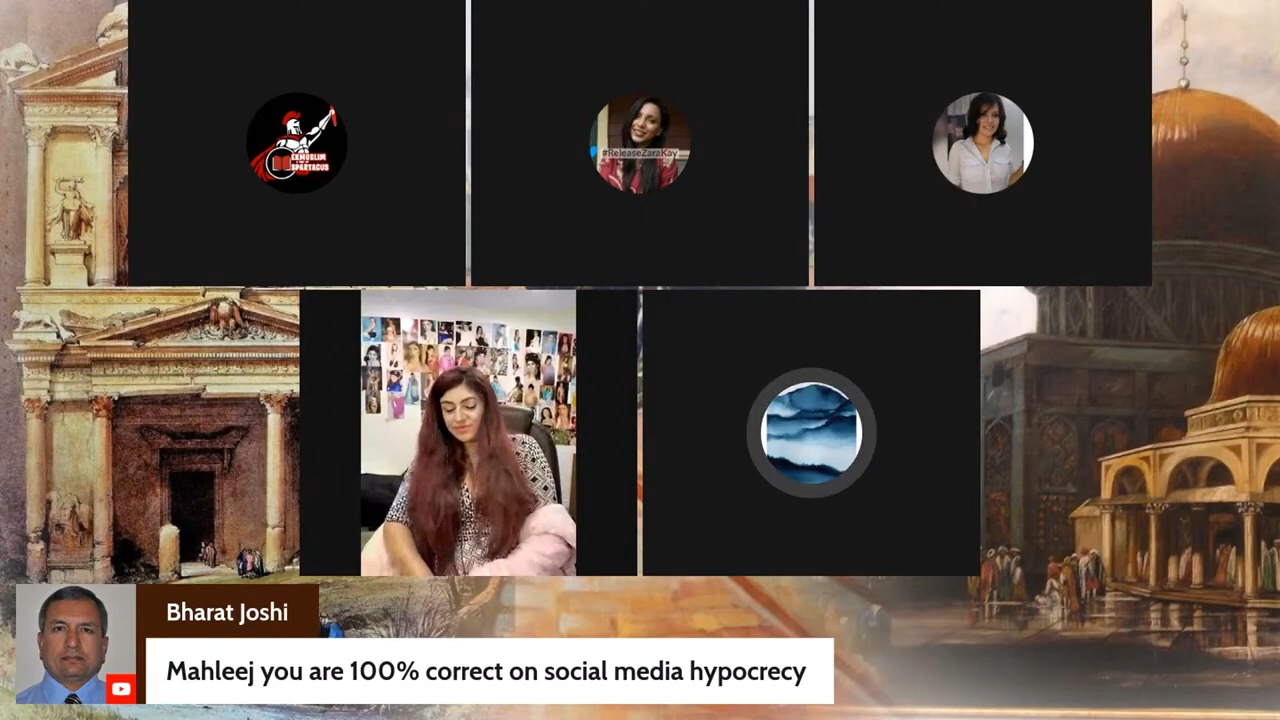 EXMUSLIM
SPARTACUS
#ReleaseZaraKay
Bharat Joshi
Mahleej you are 100% correct on social media hypocrecy